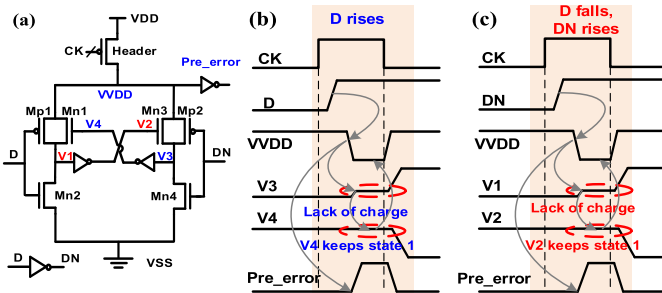 (a)
VDD
CK
Header
Pre_error
VVDD
Mp1 Mn1
V4
V2
Mn3 Mp2
D
V1
V3
DN
Mn2
Mn4
D
DN
VSS
(b)
D rises
CK
D
VVDD
V3
Lack of charge
V4
V4 keeps state 1
Pre_error
(c)
D falls,
DN rises
CK
DN
VVDD
V1
Lack of charge
V2
V2 keeps state 1
Pre_error